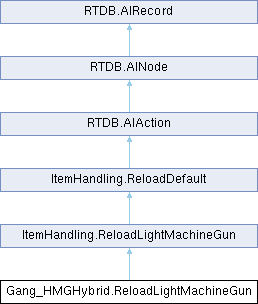 RTDB.AIRecord
RTDB.AINode
RTDB.AIAction
ItemHandling.ReloadDefault
ItemHandling.ReloadLightMachineGun
Gang_HMGHybrid.ReloadLightMachineGun